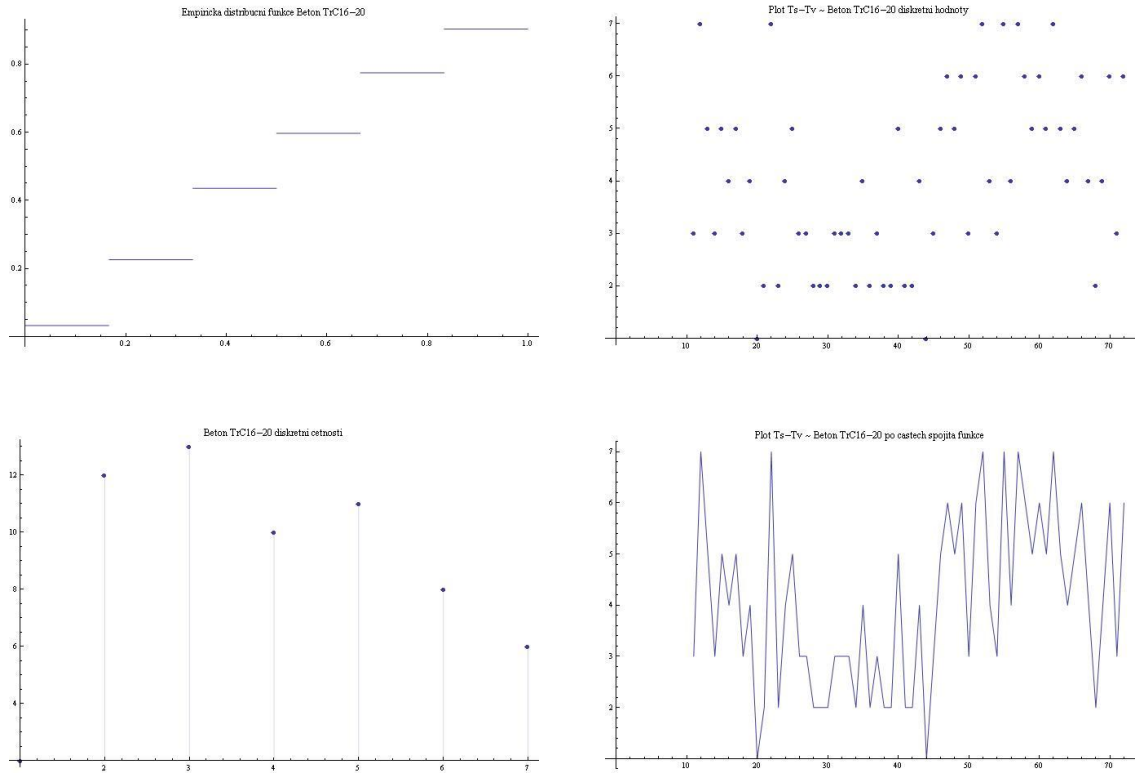 Empiricka distribucni funkce Beton TrC16–20
0.8
0.6
0.4
0.2
0.2 0.4 0.6 0.8 1.0
Plot Ts–Tv ~ Beton TrC16–20 diskretni hodnoty
7
6
5
4
3
2
10 20 30 40 50 60 70
Beton TrC16–20 diskretni cetnosti
12
10
8
6
4
2 3 4 5 6 7
Plot Ts–Tv ~ Beton TrC16–20 po castech spojita funkce
7
6
5
4
3
2
10 20 30 40 50 60 70